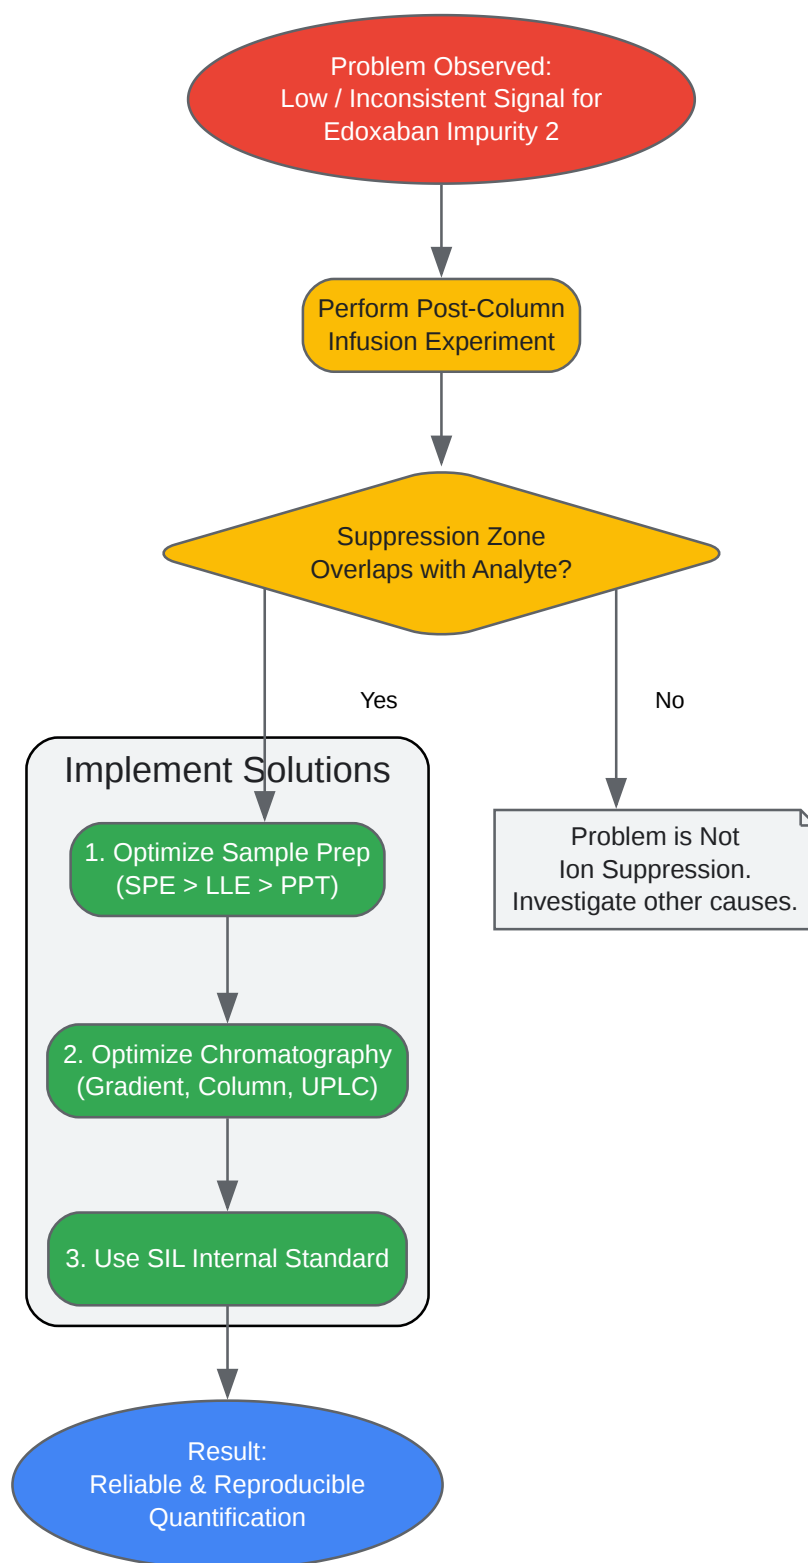 Problem Observed:
Low / Inconsistent Signal for
Edoxaban Impurity 2
Perform Post-Column
Infusion Experiment
Suppression Zone
Overlaps with Analyte?
Yes
No
Implement Solutions
1. Optimize Sample Prep
(SPE > LLE > PPT)
Problem is Not
Ion Suppression.
Investigate other causes.
2. Optimize Chromatography
(Gradient, Column, UPLC)
3. Use SIL Internal Standard
Result:
Reliable & Reproducible
Quantification